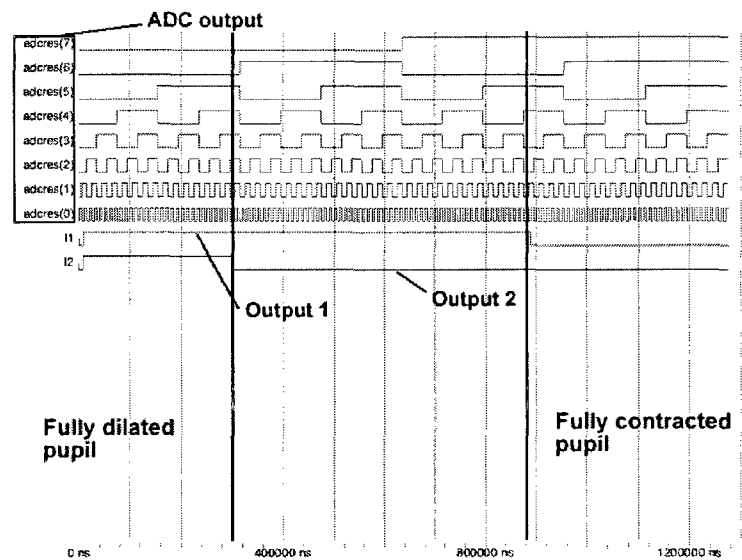 ADC output
adcres(7)
adcres(6)
adcres(5)
adcres(4)
adcres(3)
adcres(2)
adcres(1)
adcres(0)
I1
I2
Output 1
Output 2
Fully dilated
pupil
Fully contracted
pupil
0 ns 400000 ns 800000 ns 1200000 ns